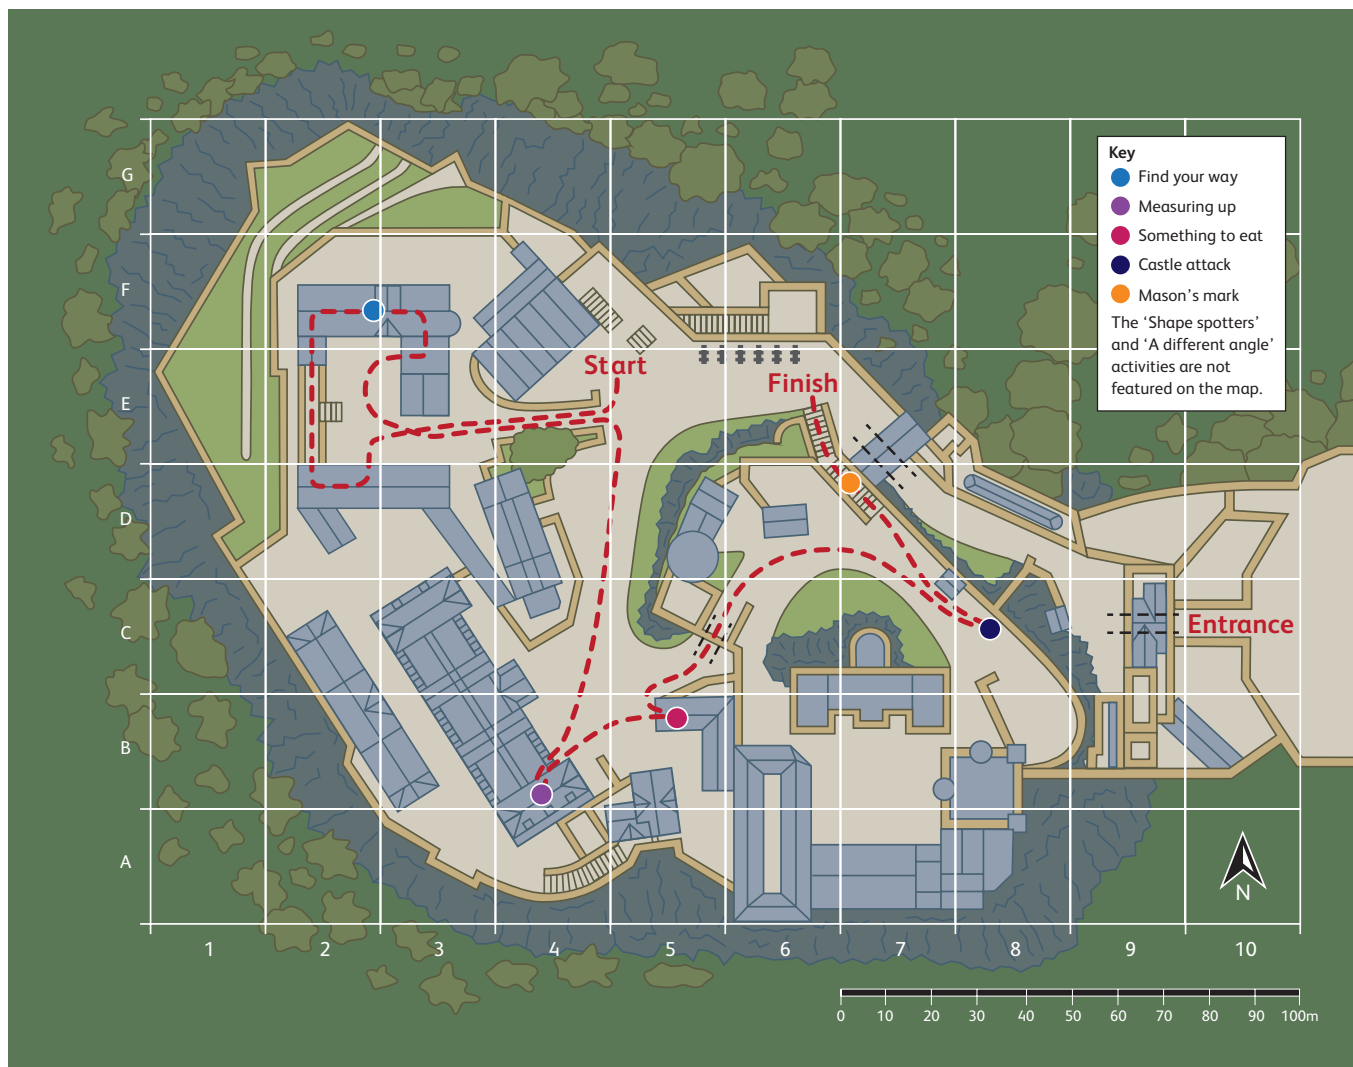 Key
Find your way
Measuring up
Something to eat
Castle attack
Mason’s mark
The ‘Shape spotters’
and ‘A different angle’
activities are not
featured on the map.
G
F
E
D
C
B
A
Start
Finish
Entrance
N
1 2 3 4 5 6 7 8 9 10
0 10 20 30 40 50 60 70 80 90 100m